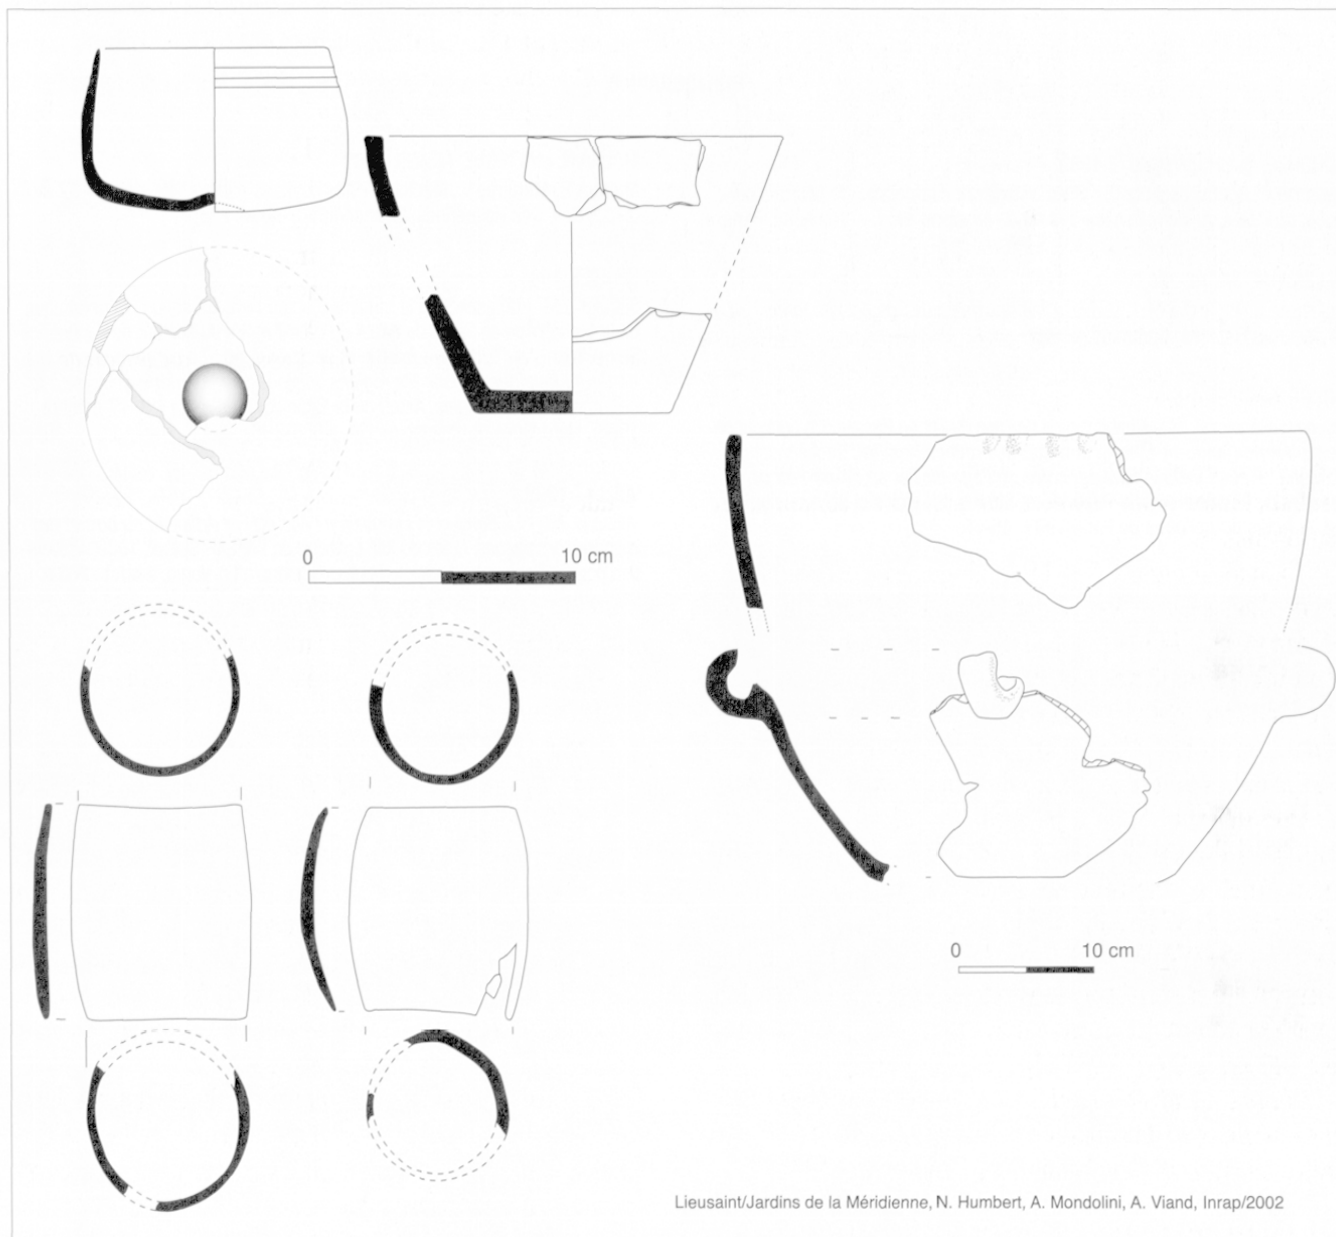 0 10 cm
0 10 cm
Lieusaint/Jardins de la Méridienne, N. Humbert, A. Mondolini, A. Viand, Inrap/2002